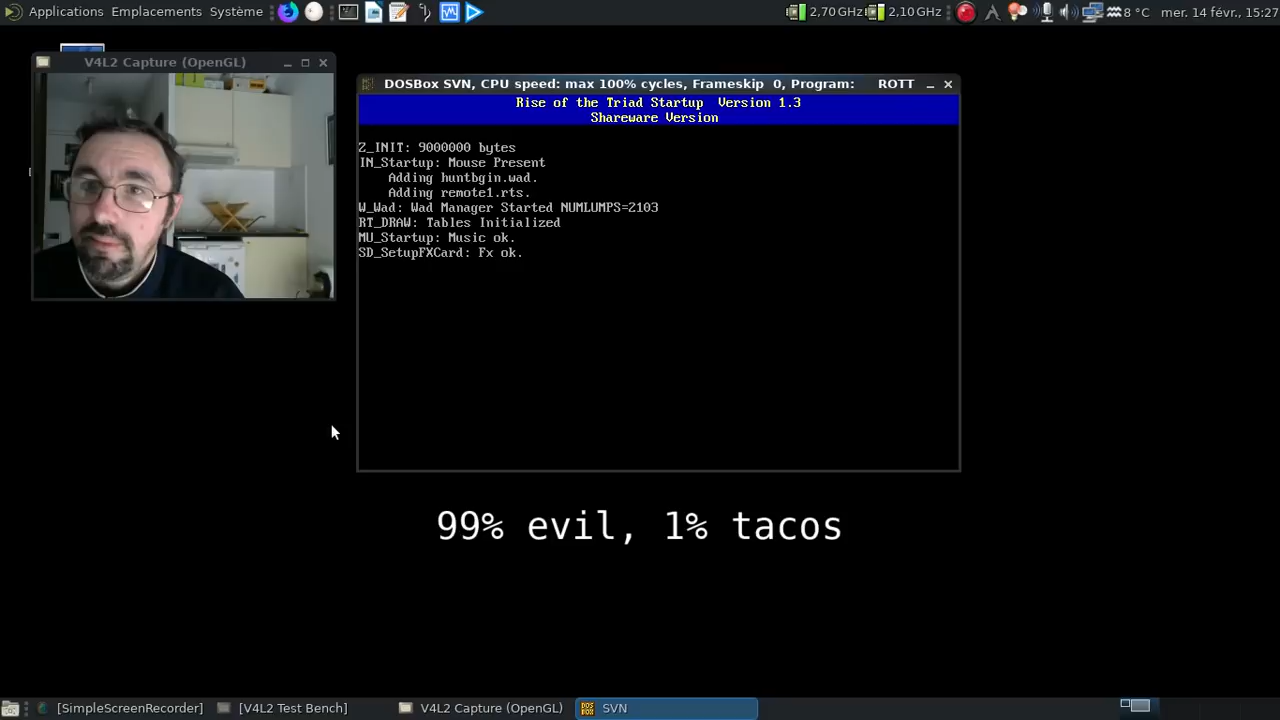 Applications Emplacements Système 2,70 GHz 2,10 GHz 8 °C mer. 14 févr., 15:27
V4L2 Capture (OpenGL)
DOSBox SVN, CPU speed: max 100% cycles, Frameskip 0, Program: ROTT
Rise of the Triad Startup Version 1.3
Shareware Version
Z_INIT: 9000000 bytes
IN_Startup: Mouse Present
Adding huntbgin.wad.
Adding remote1.rts.
W_Wad: Wad Manager Started NUMLUMPS=2103
RT_DRAW: Tables Initialized
MU_Startup: Music ok.
SD_SetupFXCard: Fx ok.
99% evil, 1% tacos
[SimpleScreenRecorder] [V4L2 Test Bench] V4L2 Capture (OpenGL) DOS BOX SVN